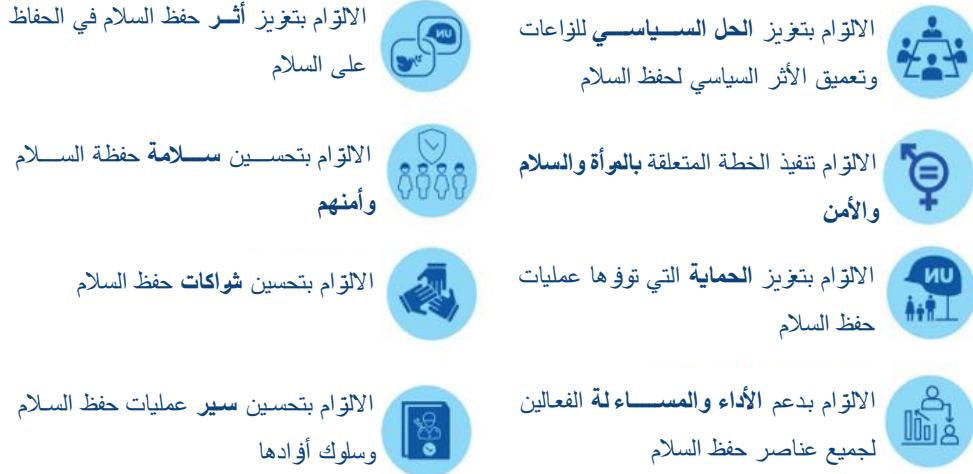 الالتزام بتعزيز الحل السياسي للنزاعات
وتعميق الأثر السياسي لحفظ السلام
الالتزام بتعزيز أثر حفظ السلام في الحفاظ
على السلام
الالتزام تنفيذ الخطة المتعلقة بالمرأة والسلام
والأمن
الالتزام بتحسين سلامة حفظة السلام
وأمنهم
UN
الالتزام بتعزيز الحماية التي توفرها عمليات
حفظ السلام
الالتزام بتحسين شراكات حفظ السلام
الالتزام بدعم الأداء والمساءلة الفعالين
لجميع عناصر حفظ السلام
الالتزام بتحسين سير عمليات حفظ السلام
وسلوك أفرادها